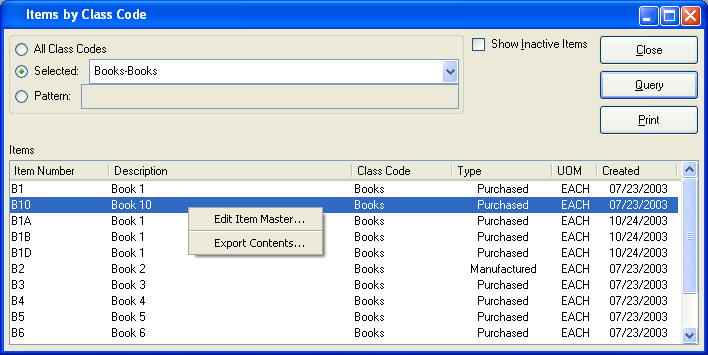 Items by Class Code
All Class Codes
Selected: Books-Books
Pattern:
Show Inactive Items
Close
Query
Print
Items
Item Number Description Class Code Type UOM Created
B1 Book 1 Books Purchased EACH 07/23/2003
B10 Book 10 Books Purchased EACH 07/23/2003
B1A Book 1 Books Purchased EACH 10/24/2003
B1B Book 1 Books Purchased EACH 10/24/2003
B1D Book 1 Books Purchased EACH 10/24/2003
B2 Book 2 Books Manufactured EACH 07/23/2003
B3 Book 3 Books Purchased EACH 07/23/2003
B4 Book 4 Books Purchased EACH 07/23/2003
B5 Book 5 Books Purchased EACH 07/23/2003
B6 Book 6 Books Purchased EACH 07/23/2003
Edit Item Master...
Export Contents...